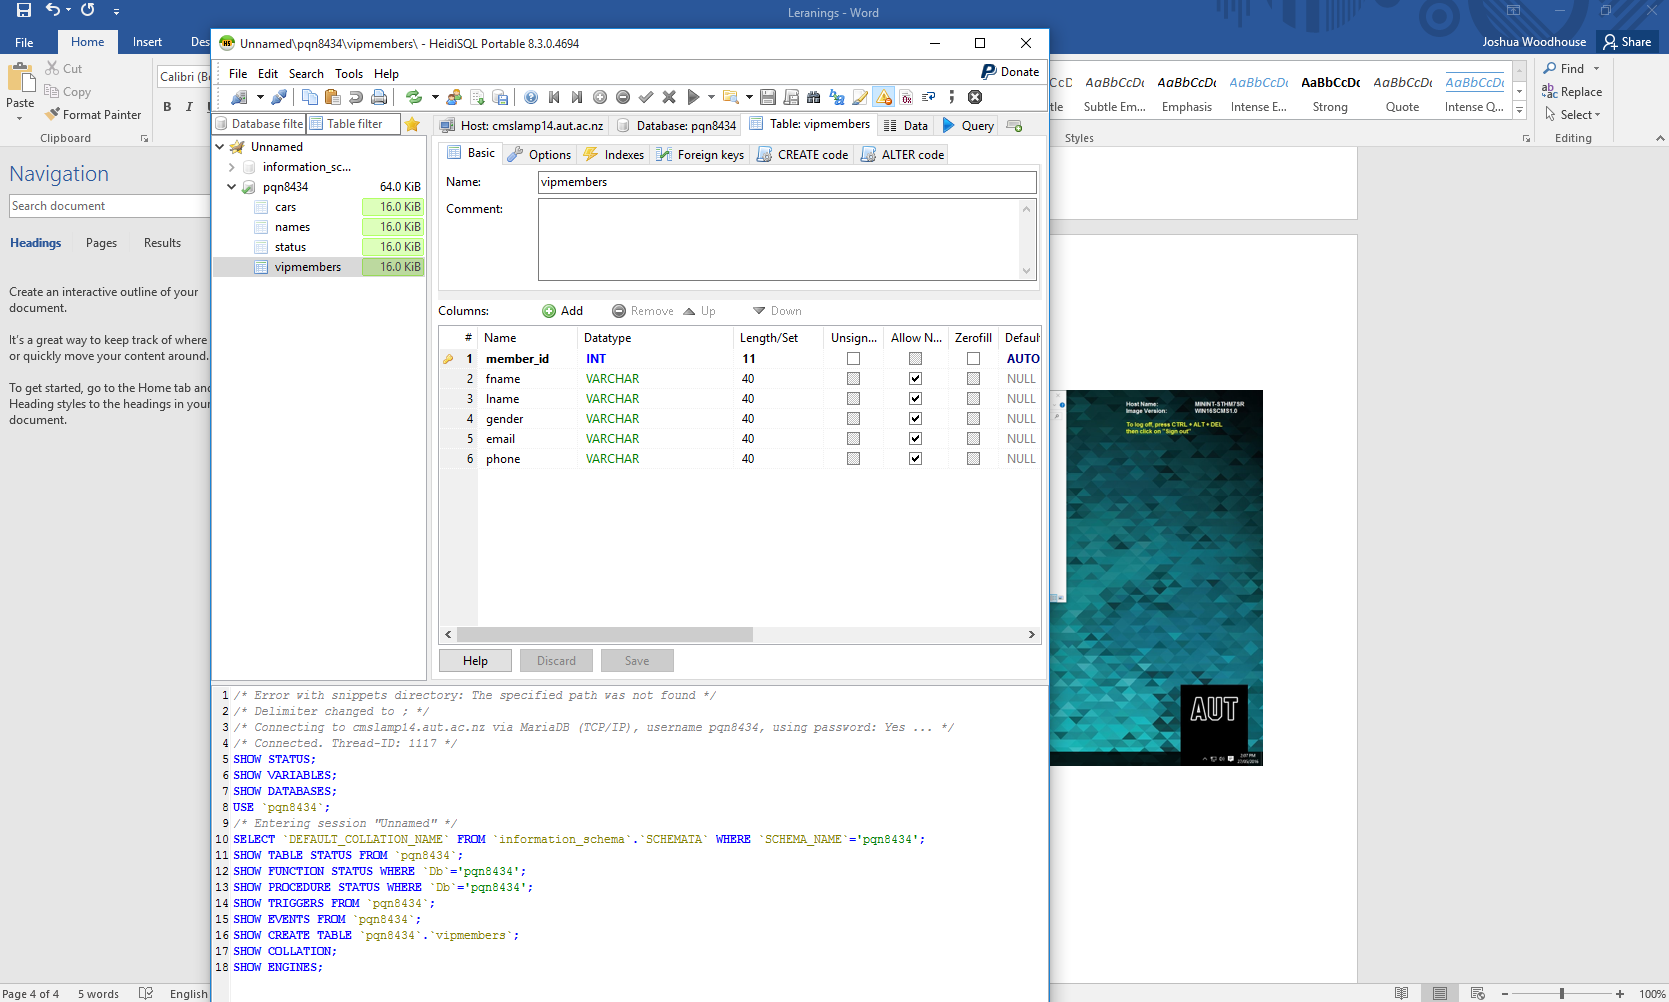 Leranings - Word
File
Home
Insert
Des
Joshua Woodhouse
Share
Paste
Cut
Copy
Format Painter
Clipboard
Calibri (Bo
B I U
AaBbCcDc AaBbCcDc AaBbCcDc AaBbCcDc AaBbCcDc AaBbCcDc
tle
Subtle Em...
Emphasis
Intense E...
Strong
Quote
Intense Q...
Styles
Find
Replace
Select
Editing
Navigation
Search document
Headings
Pages
Results
Create an interactive outline of your
document.
It's a great way to keep track of where
or quickly move your content around.
To get started, go to the Home tab and
Heading styles to the headings in your
document.
Unnamed\pqn8434\vipmembers\ - HeidiSQL Portable 8.3.0.4694
File Edit Search Tools Help
Donate
Database filte
Table filter
Host: cmslamp14.aut.ac.nz
Database: pqn8434
Table: vipmembers
Data
Query
Unnamed
information_sc...
pqn8434 64.0 KiB
cars 16.0 KiB
names 16.0 KiB
status 16.0 KiB
vipmembers 16.0 KiB
Basic
Options
Indexes
Foreign keys
CREATE code
ALTER code
Name: vipmembers
Comment:
Columns: Add Remove Up Down
# Name Datatype Length/Set Unsign... Allow N... Zerofill Defaul
1 member_id INT 11 AUTO
2 fname VARCHAR 40 NULL
3 lname VARCHAR 40 NULL
4 gender VARCHAR 40 NULL
5 email VARCHAR 40 NULL
6 phone VARCHAR 40 NULL
Help Discard Save
1 /* Error with snippets directory: The specified path was not found */
2 /* Delimiter changed to ; */
3 /* Connecting to cmslamp14.aut.ac.nz via MariaDB (TCP/IP), username pqn8434, using password: Yes ... */
4 /* Connected. Thread-ID: 1117 */
5 SHOW STATUS;
6 SHOW VARIABLES;
7 SHOW DATABASES;
8 USE `pqn8434`;
9 /* Entering session "Unnamed" */
10 SELECT `DEFAULT_COLLATION_NAME` FROM `information_schema`.`SCHEMATA` WHERE `SCHEMA_NAME`='pqn8434';
11 SHOW TABLE STATUS FROM `pqn8434`;
12 SHOW FUNCTION STATUS WHERE `Db`='pqn8434';
13 SHOW PROCEDURE STATUS WHERE `Db`='pqn8434';
14 SHOW TRIGGERS FROM `pqn8434`;
15 SHOW EVENTS FROM `pqn8434`;
16 SHOW CREATE TABLE `pqn8434`.`vipmembers`;
17 SHOW COLLATION;
18 SHOW ENGINES;
Host Name: MININT-STHM7SR
Image Version: WIN16SCMS1.0
To log off, press CTRL + ALT + DEL
then click on "Sign out"
AUT
2:07 PM
27/05/2016
Page 4 of 4
5 words
English
100%